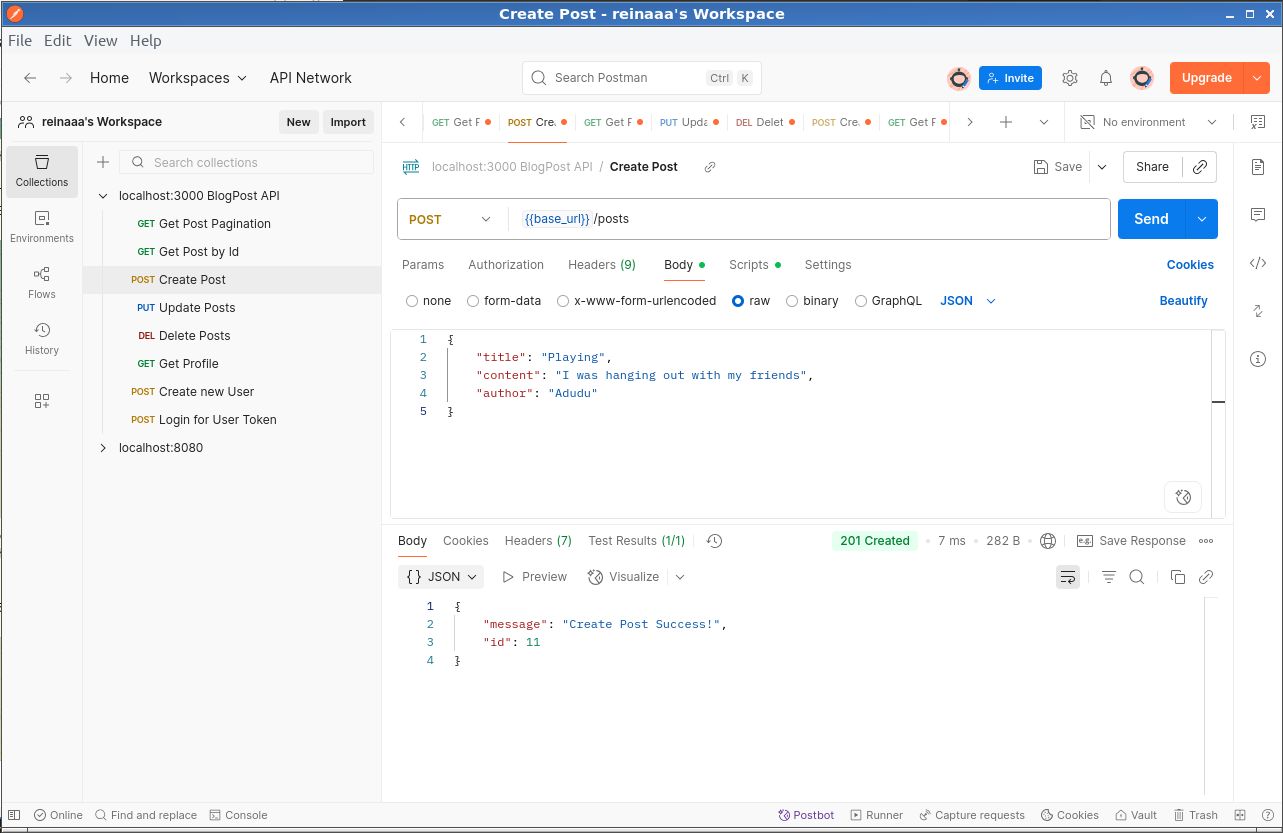 Create Post - reinaaa's Workspace
File Edit View Help
Home Workspaces API Network Search Postman Ctrl K Invite Upgrade
reinaaa's Workspace New Import
GET Get F POST Cre. GET Get F PUT Upda DEL Delet POST Cre. GET Get F No environment
Collections
Environments
Flows
History
Search collections
localhost:3000 BlogPost API
GET Get Post Pagination
GET Get Post by Id
POST Create Post
PUT Update Posts
DEL Delete Posts
GET Get Profile
POST Create new User
POST Login for User Token
localhost:8080
HTTP localhost:3000 BlogPost API / Create Post Save Share
POST {{base_url}} /posts Send
Params Authorization Headers (9) Body Scripts Settings Cookies
none form-data x-www-form-urlencoded raw binary GraphQL JSON Beautify
1 {
2 "title": "Playing",
3 "content": "I was hanging out with my friends",
4 "author": "Adudu"
5 }
Body Cookies Headers (7) Test Results (1/1) 201 Created 7 ms 282 B e.g. Save Response
{ } JSON Preview Visualize
1 {
2 "message": "Create Post Success!",
3 "id": 11
4 }
Online Find and replace Console Postbot Runner Capture requests Cookies Vault Trash